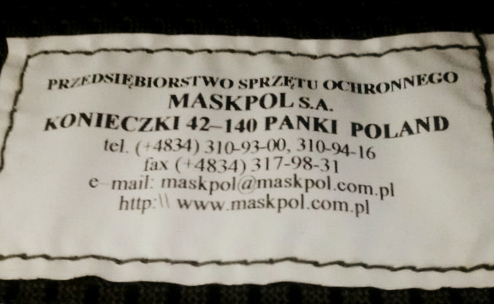 PRZEDSIĘBIORSTWO SPRZĘTU OCHRONNEGO
MASKPOL S.A.
KONIECZKI 42-140 PANKI POLAND
tel. (+4834) 310-93-00, 310-94-16
fax (+4834) 317-98-31
e-mail: maskpol@maskpol.com.pl
http:\\ www.maskpol.com.pl